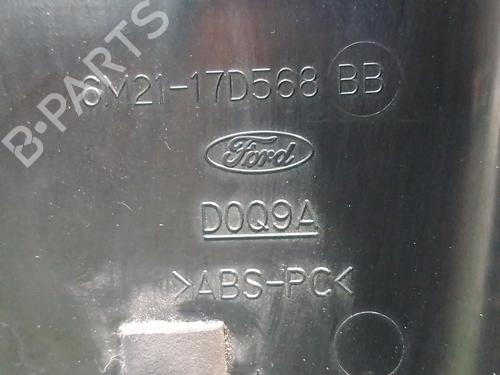 B-PARTS
6M21-17D568 BB
Ford
D0Q9A
>ABS-PC<